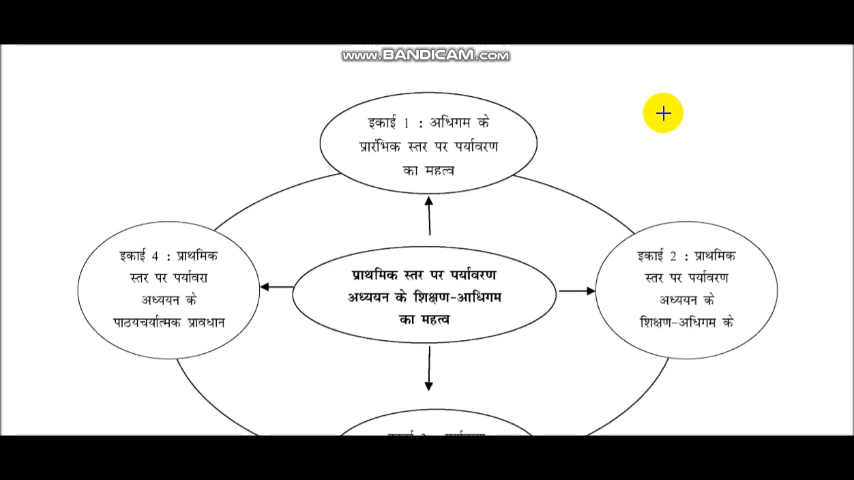 www.BANDICAM.com
इकाई 1 : अधिगम के
प्रारंभिक स्तर पर पर्यावरण
का महत्व
इकाई 4 : प्राथमिक
स्तर पर पर्यावरा
अध्ययन के
पाठयचर्यात्मक प्रावधान
प्राथमिक स्तर पर पर्यावरण
अध्ययन के शिक्षण-आधिगम
का महत्व
इकाई 2 : प्राथमिक
स्तर पर पर्यावरण
अध्ययन के
शिक्षण-अधिगम के